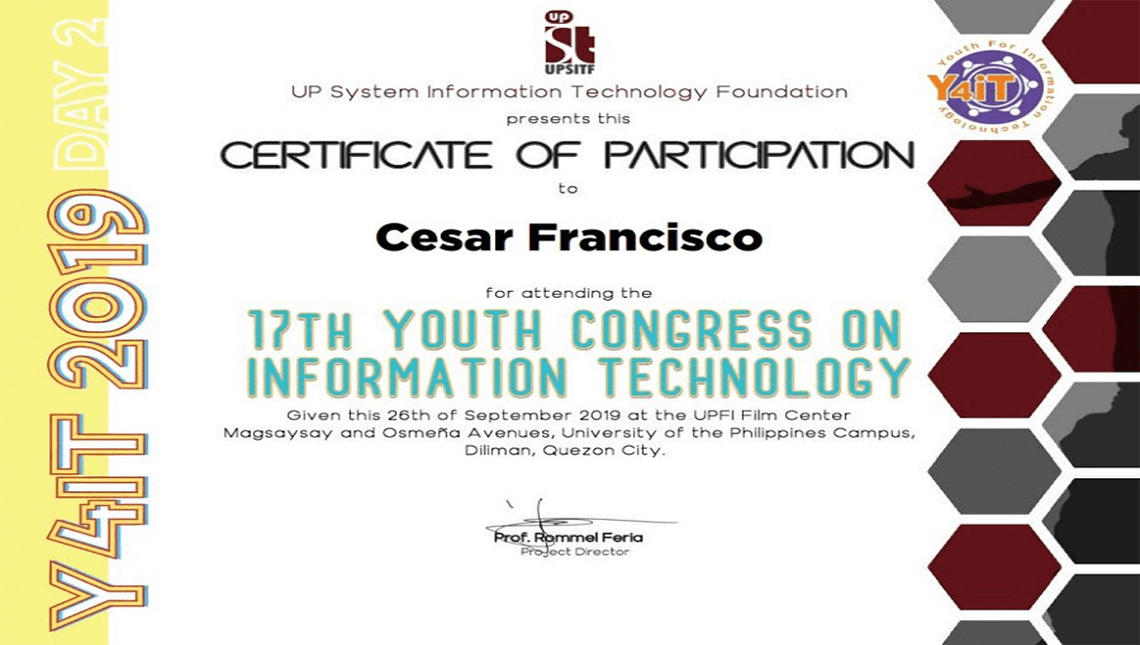 Y4IT 2019 DAY 2
UP
st
UPSITF
UP System Information Technology Foundation
presents this
CERTIFICATE OF PARTICIPATION
to
Cesar Francisco
for attending the
17TH YOUTH CONGRESS ON
INFORMATION TECHNOLOGY
Given this 26th of September 2019 at the UPFI Film Center
Magsaysay and Osmeña Avenues, University of the Philippines Campus,
Diliman, Quezon City.
Prof. Rommel Feria
Project Director
Youth For Information Technology
Y4iT